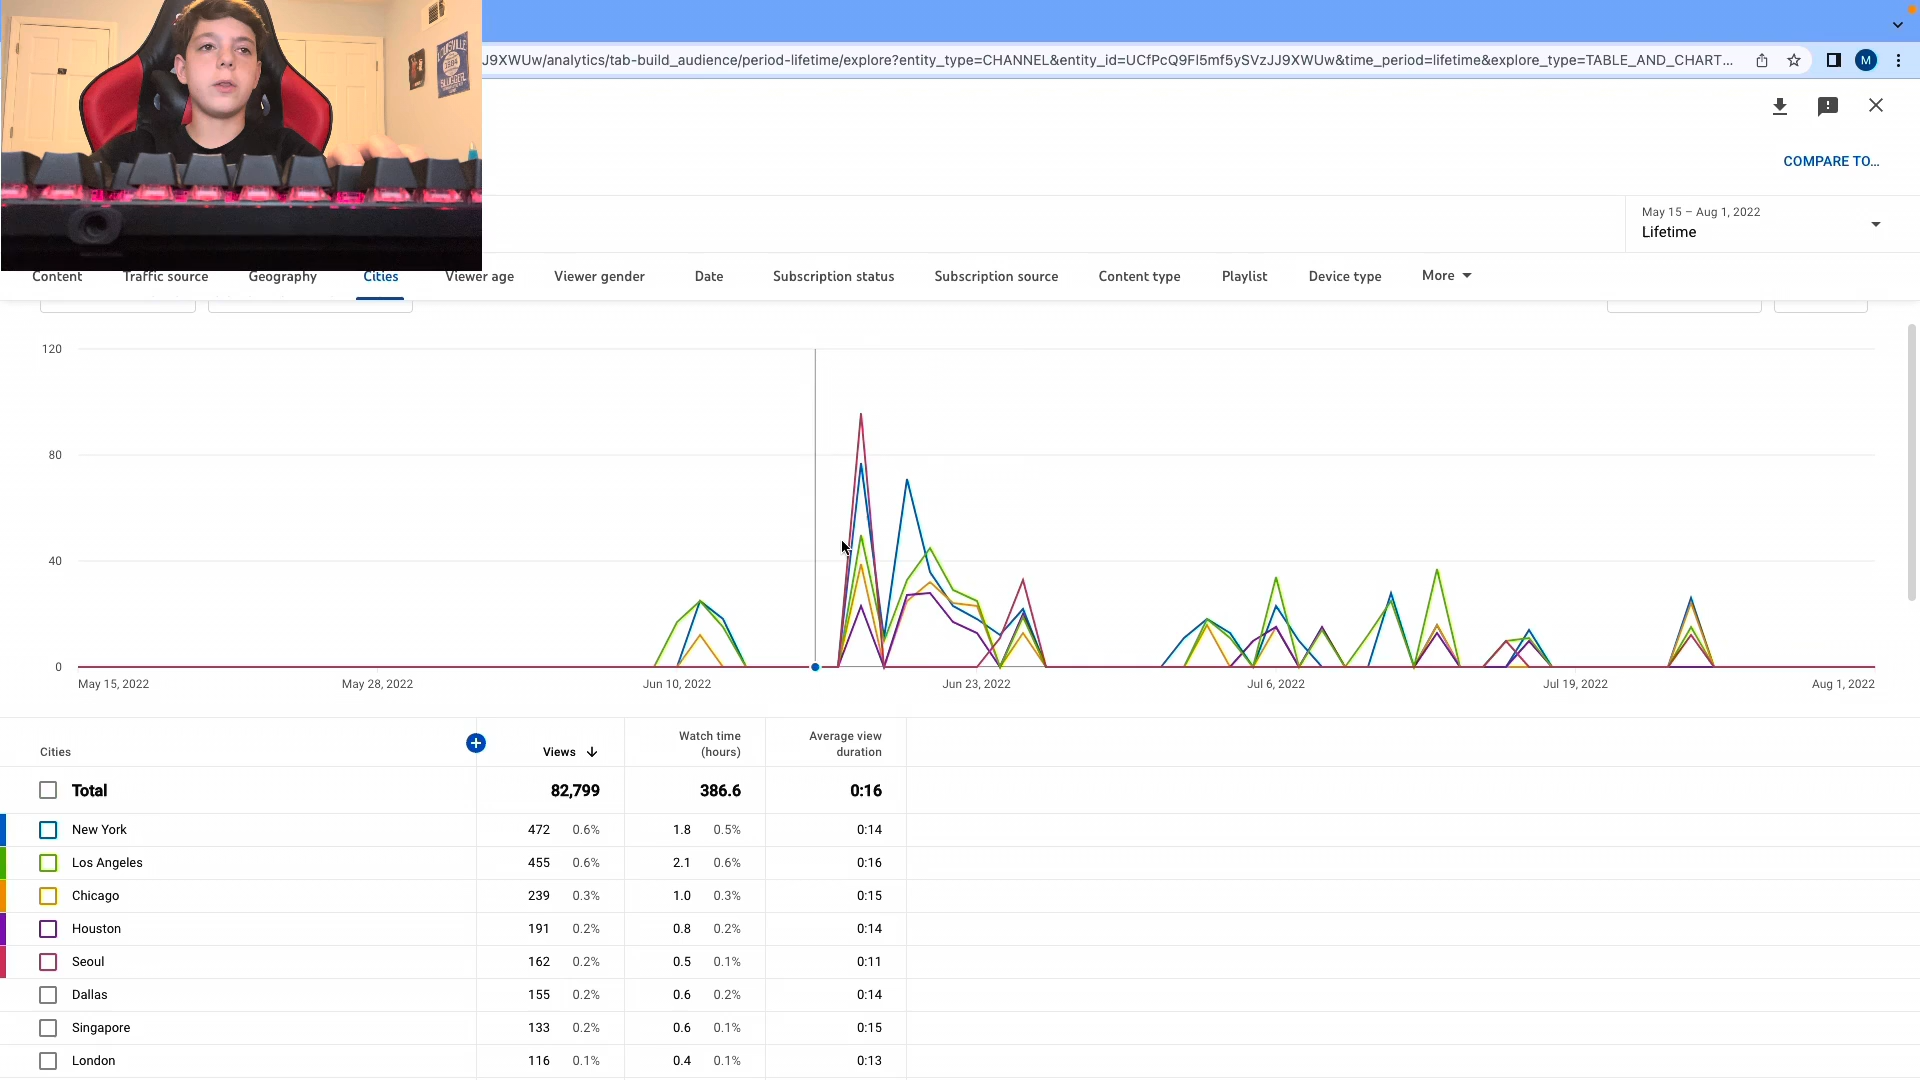 LOUISVILLE
1884
SLUGGER
J9XWUw/analytics/tab-build_audience/period-lifetime/explore?entity_type=CHANNEL&entity_id=UCfPcQ9Fl5mf5ySVzJJ9XWUw&time_period=lifetime&explore_type=TABLE_AND_CHART...
M
COMPARE TO...
May 15 – Aug 1, 2022
Lifetime
Content Traffic source Geography Cities Viewer age Viewer gender Date Subscription status Subscription source Content type Playlist Device type More
120
80
40
0
May 15, 2022 May 28, 2022 Jun 10, 2022 Jun 23, 2022 Jul 6, 2022 Jul 19, 2022 Aug 1, 2022
Cities Views Watch time (hours) Average view duration
Total 82,799 386.6 0:16
New York 472 0.6% 1.8 0.5% 0:14
Los Angeles 455 0.6% 2.1 0.6% 0:16
Chicago 239 0.3% 1.0 0.3% 0:15
Houston 191 0.2% 0.8 0.2% 0:14
Seoul 162 0.2% 0.5 0.1% 0:11
Dallas 155 0.2% 0.6 0.2% 0:14
Singapore 133 0.2% 0.6 0.1% 0:15
London 116 0.1% 0.4 0.1% 0:13